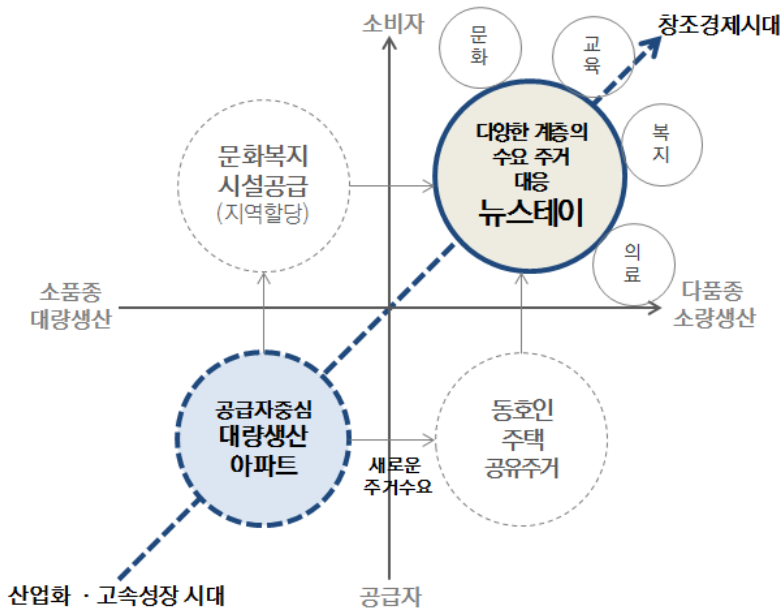 소비자
창조경제시대
문
화
교
육
복
지
의
료
다양한 계층의
수요 주거
대응
뉴스테이
문화복지
시설공급
(지역할당)
소품종
대량생산
다품종
소량생산
공급자중심
대량생산
아파트
새로운
주거수요
동호인
주택
공유주거
산업화 · 고속성장 시대
공급자